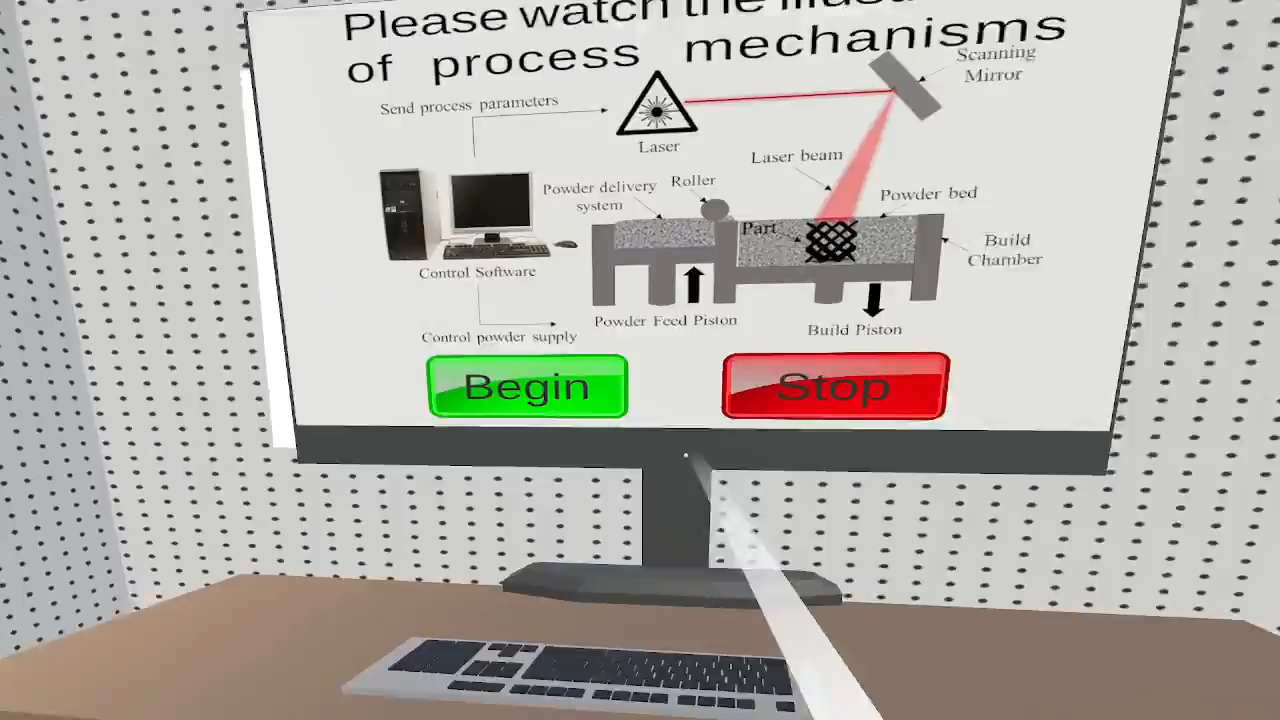 Please watch the
of process mechanisms
Scanning
Mirror
Send process parameters
Laser
Laser beam
Powder delivery
system
Roller
Powder bed
Part
Build
Chamber
Control Software
Powder Feed Piston
Build Piston
Control powder supply
Begin
Stop